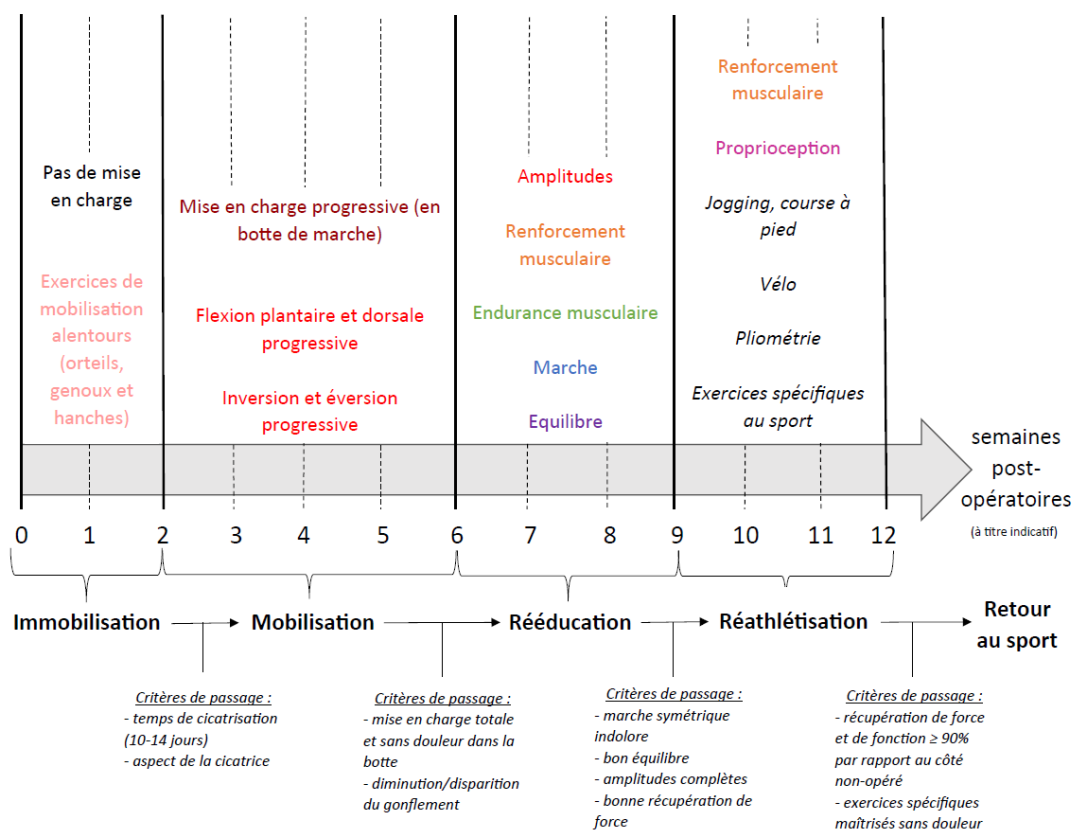 Pas de mise
en charge
Exercices de
mobilisation
alentours
(orteils,
genoux et
hanches)
Mise en charge progressive (en
botte de marche)
Flexion plantaire et dorsale
progressive
Inversion et éversion
progressive
Amplitudes
Renforcement
musculaire
Endurance musculaire
Marche
Equilibre
Renforcement
musculaire
Proprioception
Jogging, course à
pied
Vélo
Pliométrie
Exercices spécifiques
au sport
semaines
post-
opératoires
(à titre indicatif)
0 1 2 3 4 5 6 7 8 9 10 11 12
Immobilisation
Mobilisation
Rééducation
Réathlétisation
Retour
au sport
Critères de passage :
- temps de cicatrisation
(10-14 jours)
- aspect de la cicatrice
Critères de passage :
- mise en charge totale
et sans douleur dans la
botte
- diminution/disparition
du gonflement
Critères de passage :
- marche symétrique
indolore
- bon équilibre
- amplitudes complètes
- bonne récupération de
force
Critères de passage :
- récupération de force
et de fonction ≥ 90%
par rapport au côté
non-opéré
- exercices spécifiques
maîtrisés sans douleur